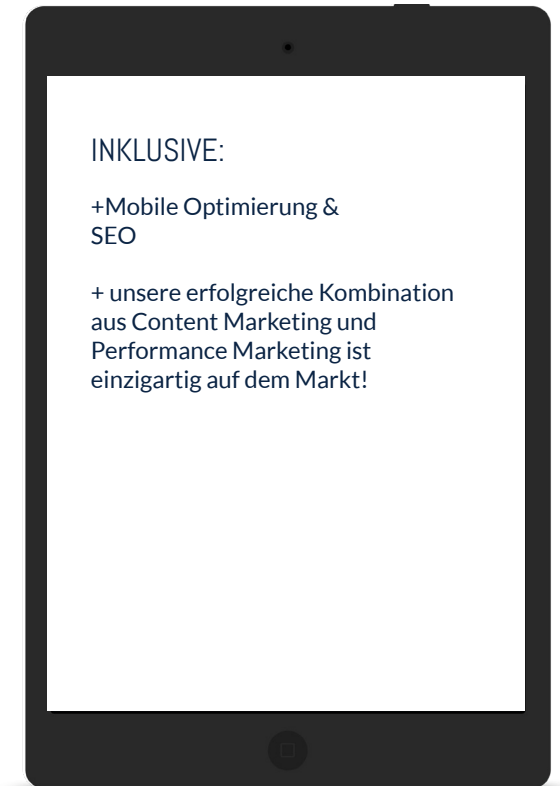 INKLUSIVE:
+Mobile Optimierung &
SEO
+ unsere erfolgreiche Kombination
aus Content Marketing und
Performance Marketing ist
einzigartig auf dem Markt!